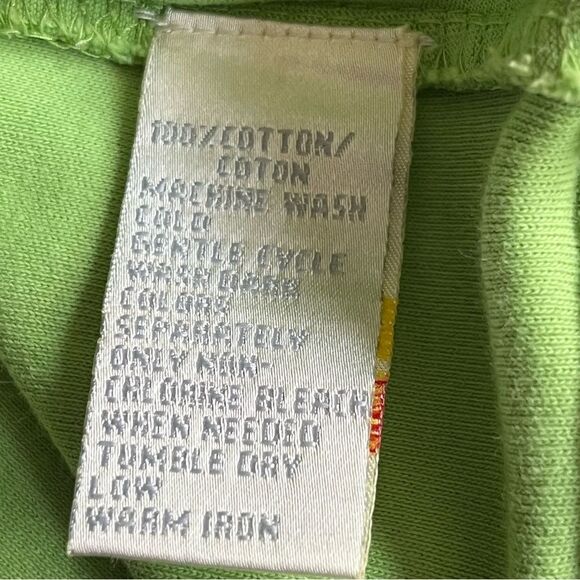 100%COTTON/
COTON
MACHINE WASH
COLD
GENTLE CYCLE
WASH DARK
COLORS
SEPARATELY
ONLY NON-
CHLORINE BLEACH
WHEN NEEDED
TUMBLE DRY
LOW
WARM IRON